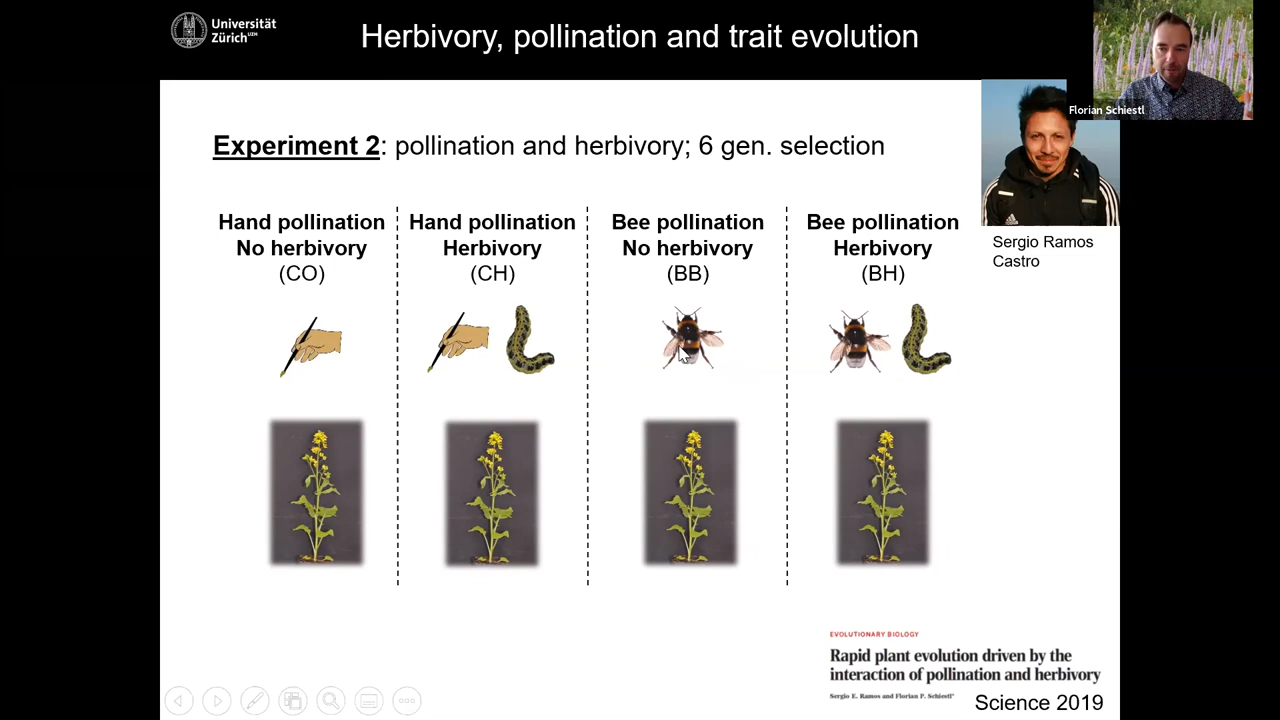 Universität
Zürich UZH
Herbivory, pollination and trait evolution
Florian Schiestl
Experiment 2: pollination and herbivory; 6 gen. selection
Hand pollination
No herbivory
(CO)
Hand pollination
Herbivory
(CH)
Bee pollination
No herbivory
(BB)
Bee pollination
Herbivory
(BH)
adidas
Sergio Ramos
Castro
EVOLUTIONARY BIOLOGY
Rapid plant evolution driven by the
interaction of pollination and herbivory
Sergio E. Ramos and Florian P. Schiestl*
Science 2019